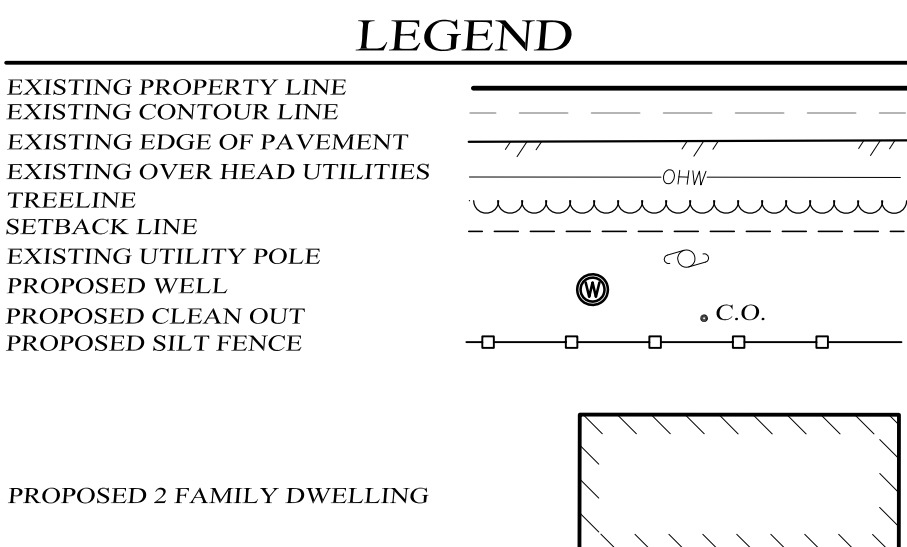 LEGEND
EXISTING PROPERTY LINE
EXISTING CONTOUR LINE
EXISTING EDGE OF PAVEMENT
EXISTING OVER HEAD UTILITIES OHW
TREELINE
SETBACK LINE
EXISTING UTILITY POLE
PROPOSED WELL W
PROPOSED CLEAN OUT C.O.
PROPOSED SILT FENCE
PROPOSED 2 FAMILY DWELLING